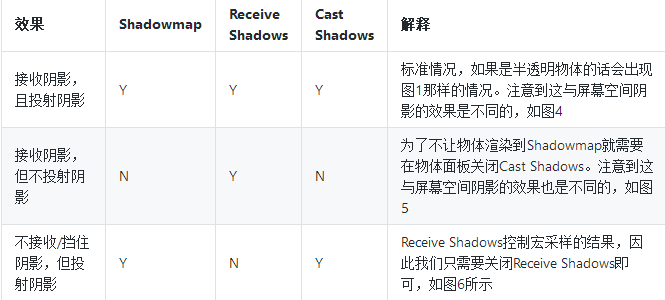 效果 Shadowmap Receive Shadows Cast Shadows 解释
接收阴影，
且投射阴影
Y Y Y
标准情况，如果是半透明物体的话会出现
图1那样的情况。注意到这与屏幕空间阴
影的效果是不同的，如图4
接收阴影，
但不投射阴
影
N Y N
为了不让物体渲染到Shadowmap就需要
在物体面板关闭Cast Shadows。注意到这
与屏幕空间阴影的效果也是不同的，如图
5
不接收/挡住
阴影，但投
射阴影
Y N Y
Receive Shadows控制宏采样的结果，因
此我们只需要关闭Receive Shadows即
可，如图6所示